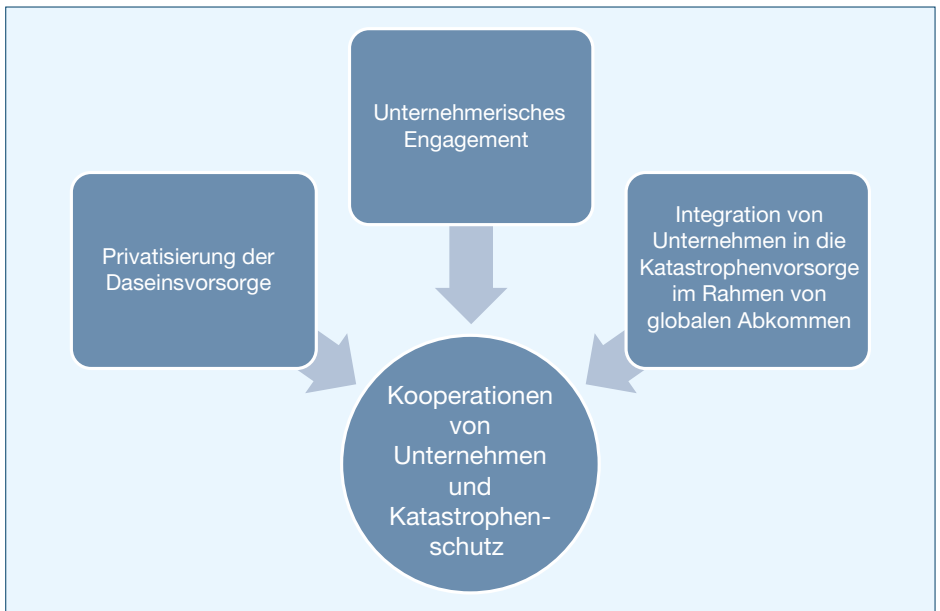 Unternehmerisches
Engagement
Privatisierung der
Daseinsvorsorge
Integration von
Unternehmen in die
Katastrophenvorsorge
im Rahmen von
globalen Abkommen
Kooperationen
von
Unternehmen
und
Katastrophen-
schutz